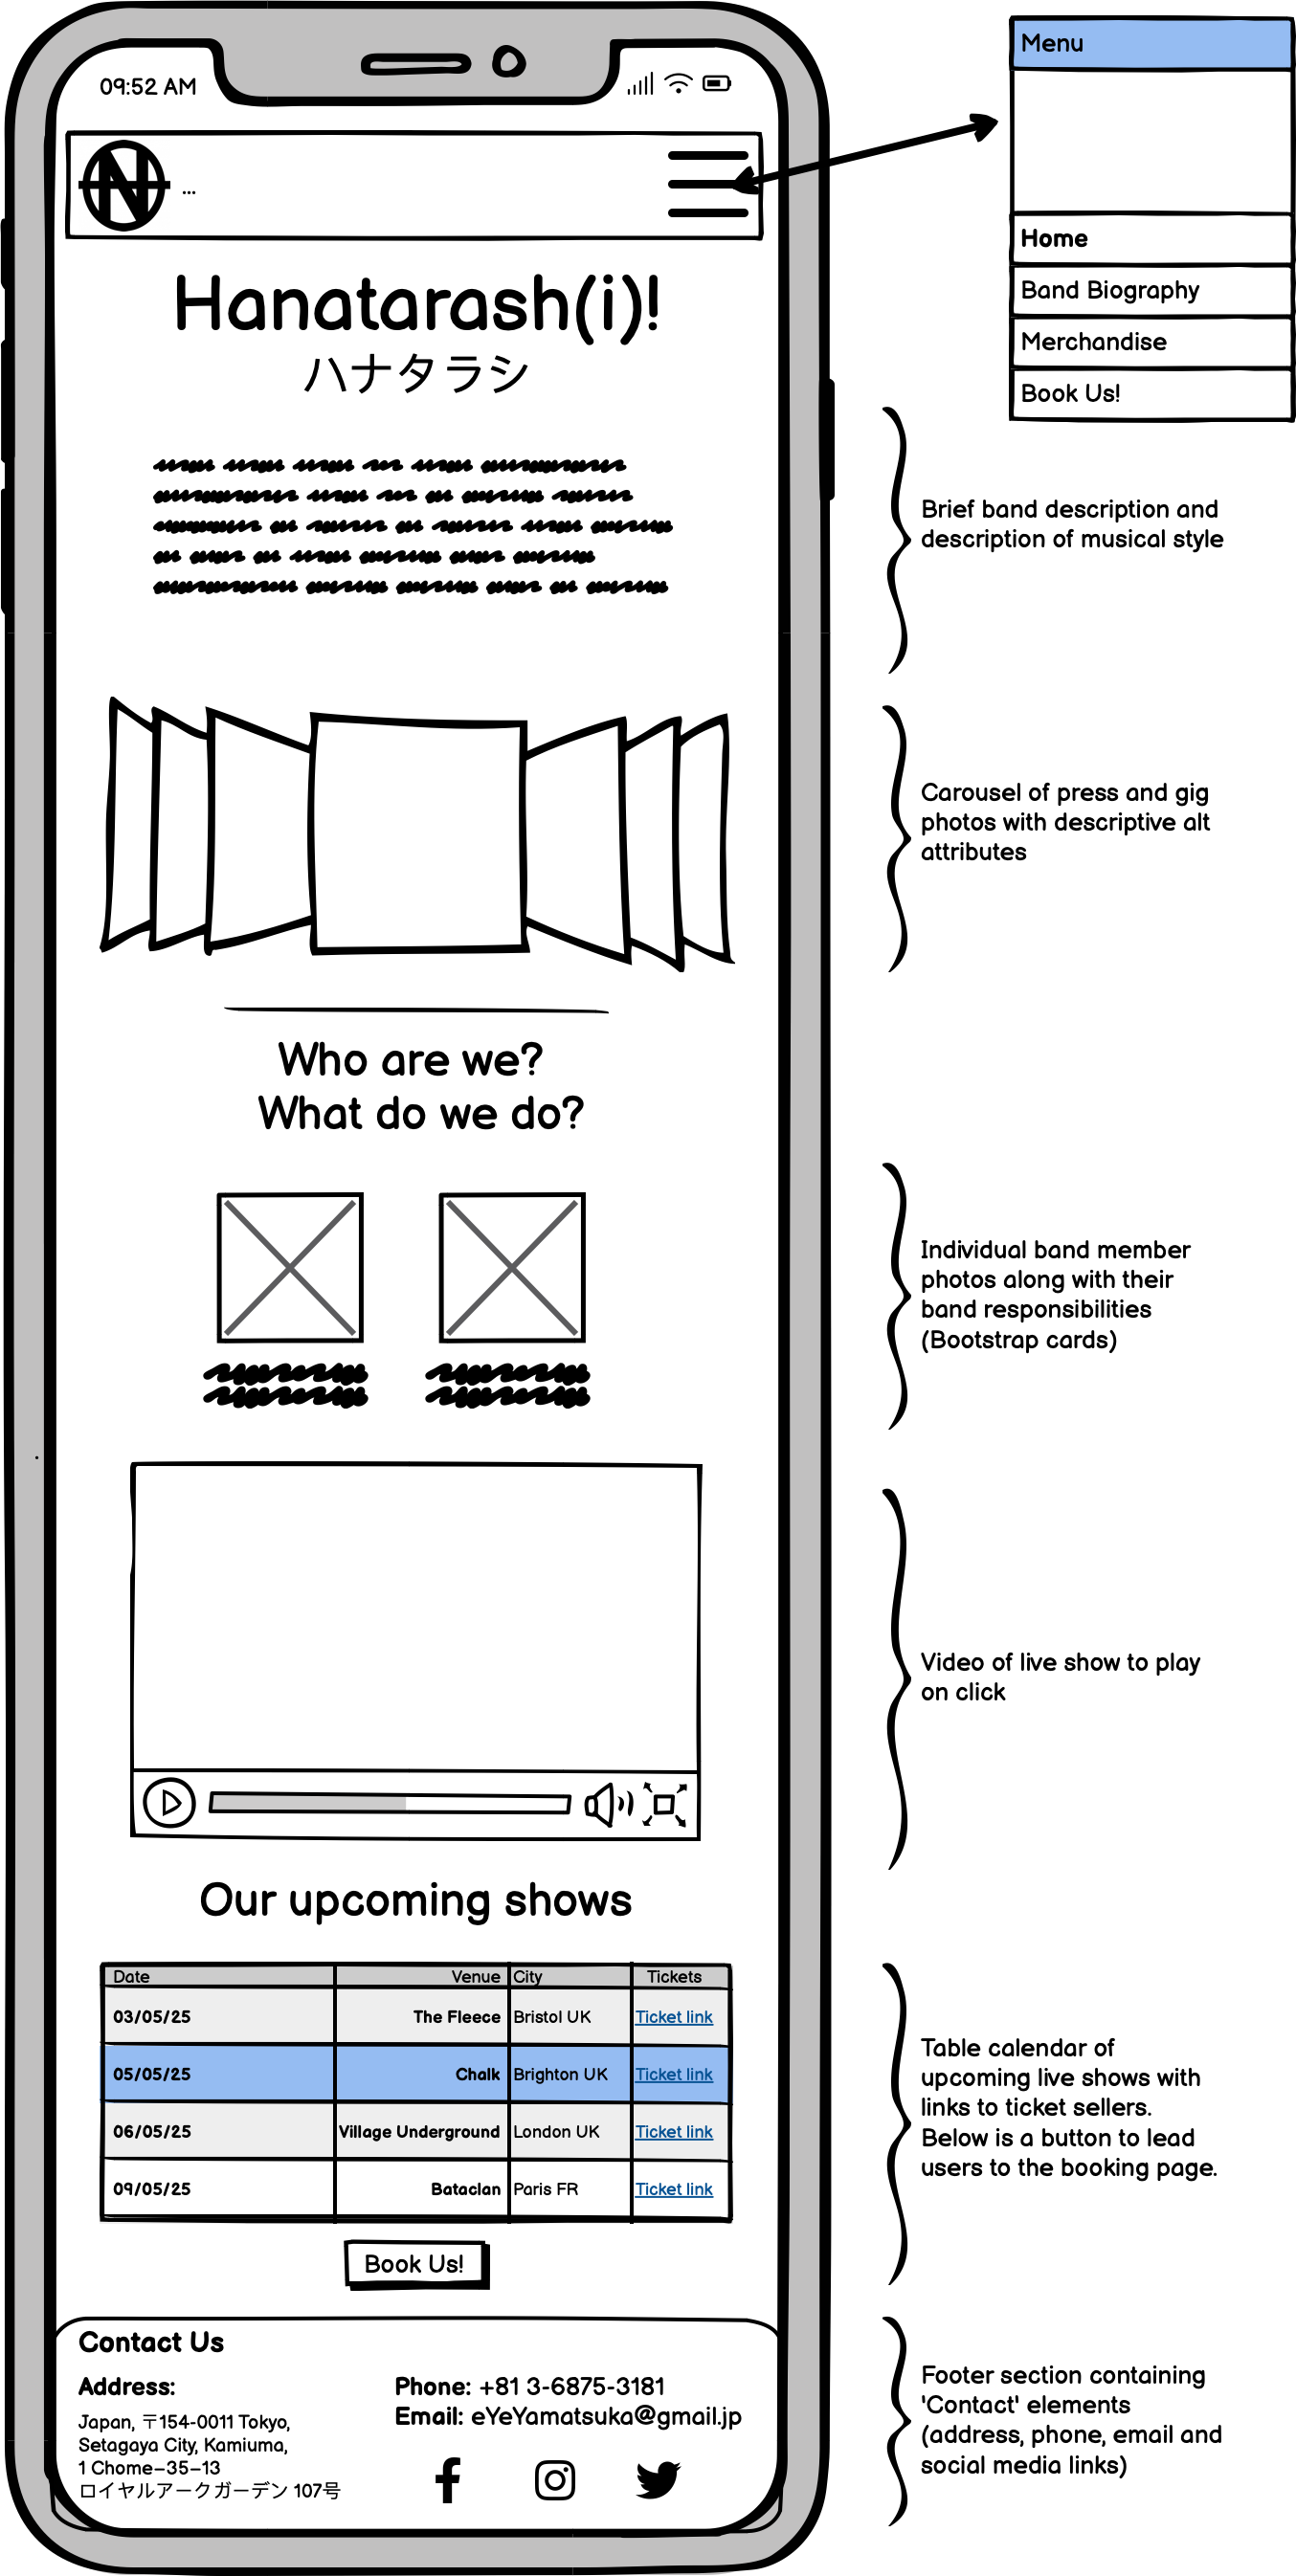 09:52 AM
Menu
Home
Band Biography
Merchandise
Book Us!
N ...
Hanatarash(i)!
ハナタラシ
Brief band description and
description of musical style
Carousel of press and gig
photos with descriptive alt
attributes
Who are we?
What do we do?
Individual band member
photos along with their
band responsibilities
(Bootstrap cards)
Video of live show to play
on click
Our upcoming shows
Date Venue City Tickets
03/05/25 The Fleece Bristol UK Ticket link
05/05/25 Chalk Brighton UK Ticket link
06/05/25 Village Underground London UK Ticket link
09/05/25 Bataclan Paris FR Ticket link
Table calendar of
upcoming live shows with
links to ticket sellers.
Below is a button to lead
users to the booking page.
Book Us!
Contact Us
Address:
Japan, 〒154-0011 Tokyo,
Setagaya City, Kamiuma,
1 Chome−35−13
ロイヤルアークガーデン 107号
Phone: +81 3-6875-3181
Email: eYeYamatsuka@gmail.jp
Footer section containing
'Contact' elements
(address, phone, email and
social media links)